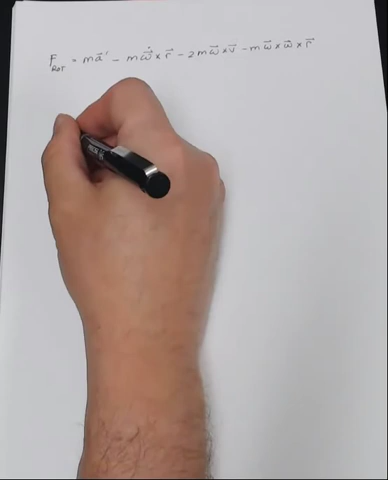 F_ROT = ma⃗' − mω⃗̇ × r⃗ − 2mω⃗ × v⃗ − mω⃗ × ω⃗ × r⃗